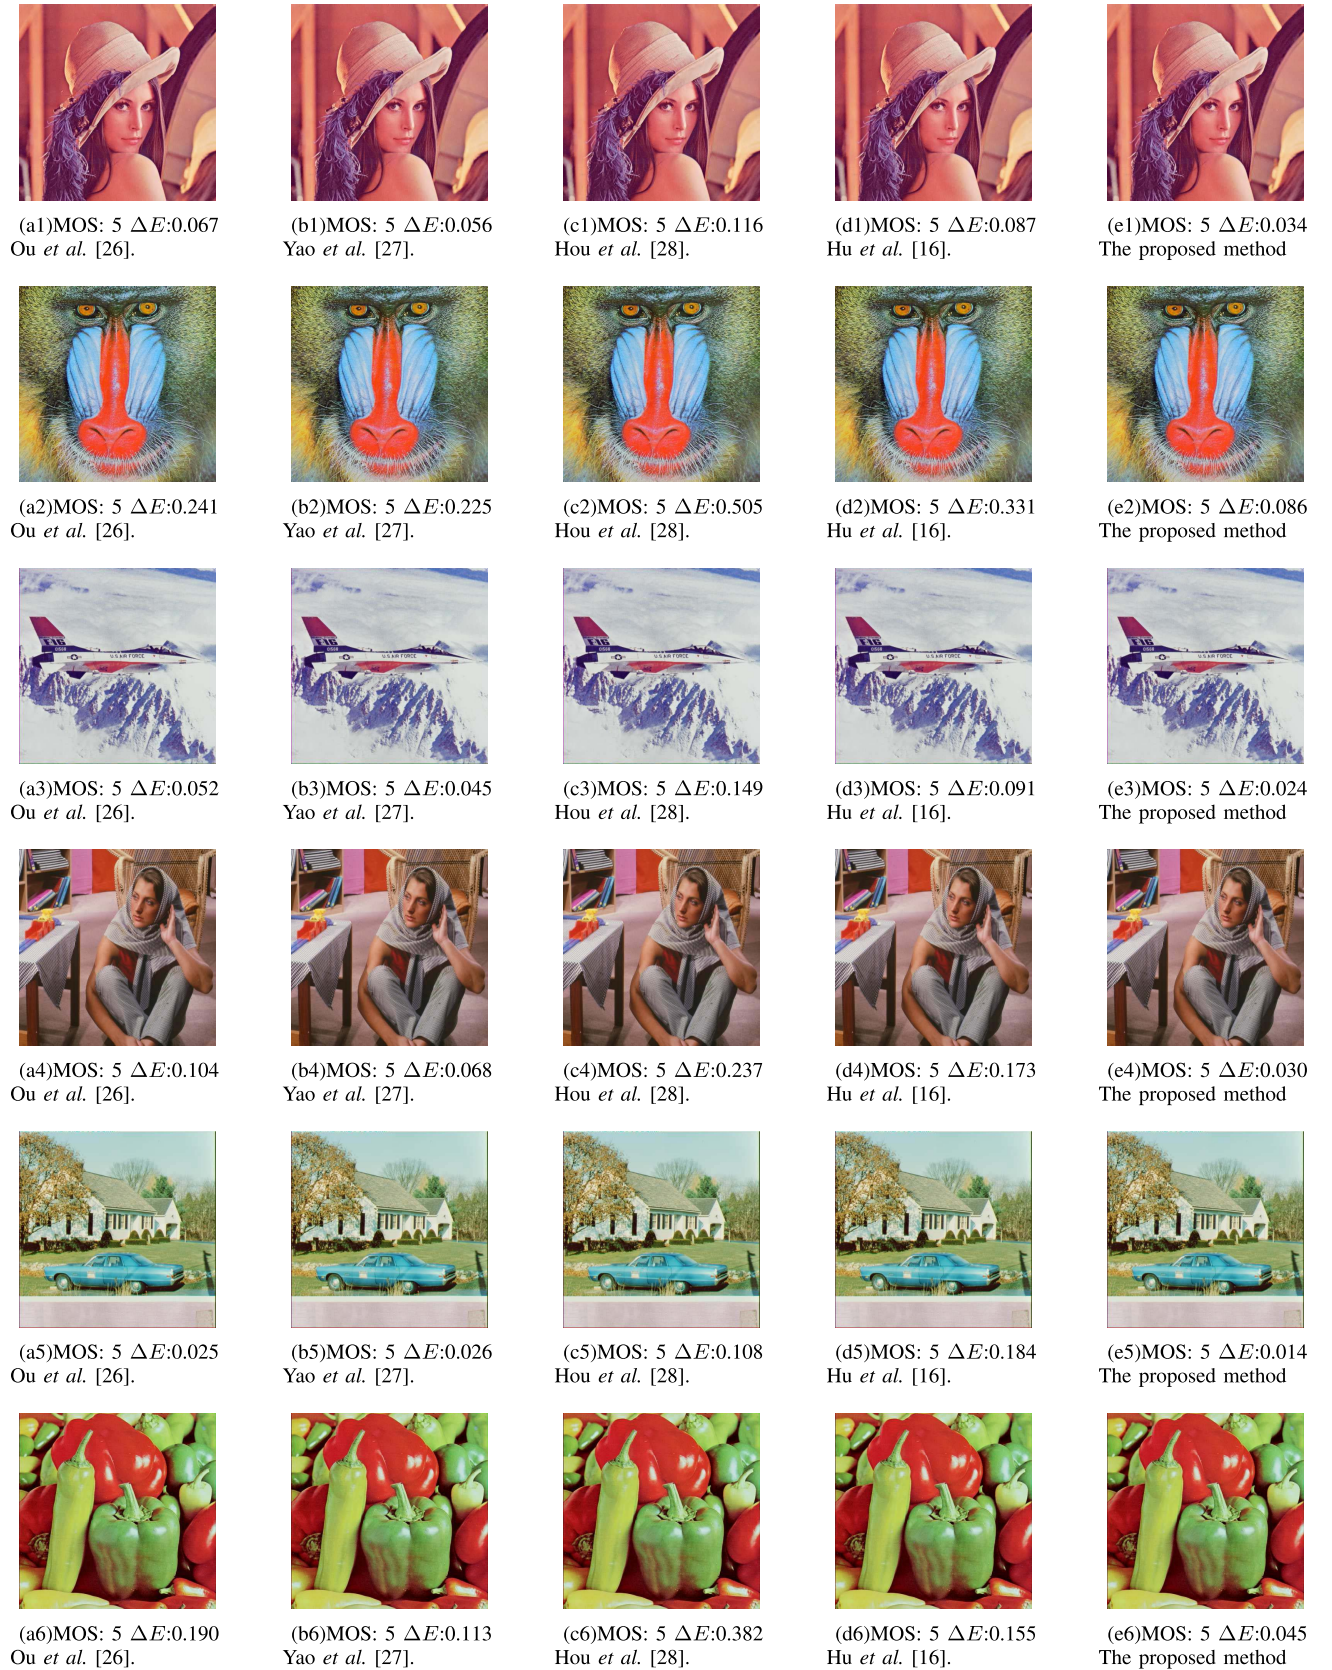 (a1)MOS: 5 ΔE:0.067
Ou et al. [26].
(b1)MOS: 5 ΔE:0.056
Yao et al. [27].
(c1)MOS: 5 ΔE:0.116
Hou et al. [28].
(d1)MOS: 5 ΔE:0.087
Hu et al. [16].
(e1)MOS: 5 ΔE:0.034
The proposed method
(a2)MOS: 5 ΔE:0.241
Ou et al. [26].
(b2)MOS: 5 ΔE:0.225
Yao et al. [27].
(c2)MOS: 5 ΔE:0.505
Hou et al. [28].
(d2)MOS: 5 ΔE:0.331
Hu et al. [16].
(e2)MOS: 5 ΔE:0.086
The proposed method
F16
U.S. AIR FORCE
F16
U.S. AIR FORCE
F16
U.S. AIR FORCE
F16
U.S. AIR FORCE
F16
U.S. AIR FORCE
(a3)MOS: 5 ΔE:0.052
Ou et al. [26].
(b3)MOS: 5 ΔE:0.045
Yao et al. [27].
(c3)MOS: 5 ΔE:0.149
Hou et al. [28].
(d3)MOS: 5 ΔE:0.091
Hu et al. [16].
(e3)MOS: 5 ΔE:0.024
The proposed method
(a4)MOS: 5 ΔE:0.104
Ou et al. [26].
(b4)MOS: 5 ΔE:0.068
Yao et al. [27].
(c4)MOS: 5 ΔE:0.237
Hou et al. [28].
(d4)MOS: 5 ΔE:0.173
Hu et al. [16].
(e4)MOS: 5 ΔE:0.030
The proposed method
(a5)MOS: 5 ΔE:0.025
Ou et al. [26].
(b5)MOS: 5 ΔE:0.026
Yao et al. [27].
(c5)MOS: 5 ΔE:0.108
Hou et al. [28].
(d5)MOS: 5 ΔE:0.184
Hu et al. [16].
(e5)MOS: 5 ΔE:0.014
The proposed method
(a6)MOS: 5 ΔE:0.190
Ou et al. [26].
(b6)MOS: 5 ΔE:0.113
Yao et al. [27].
(c6)MOS: 5 ΔE:0.382
Hou et al. [28].
(d6)MOS: 5 ΔE:0.155
Hu et al. [16].
(e6)MOS: 5 ΔE:0.045
The proposed method